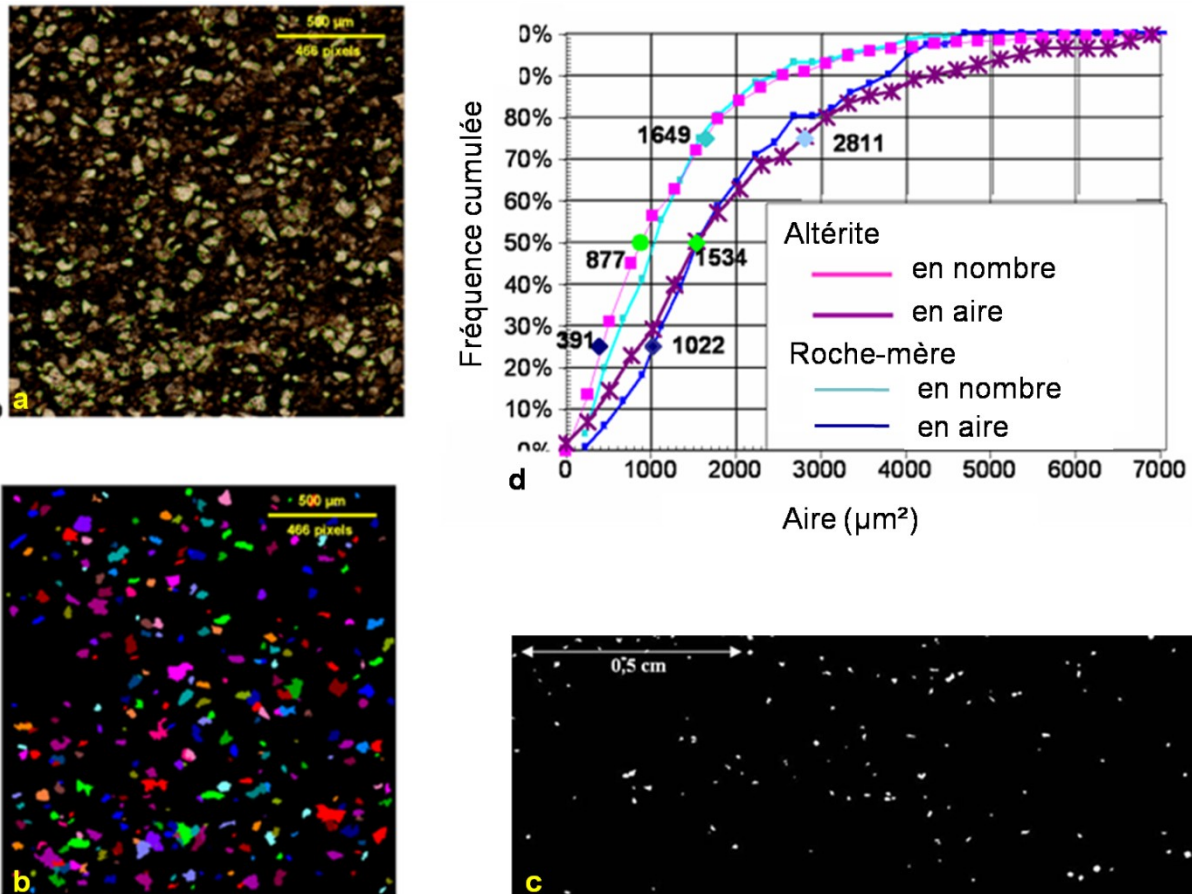 500 µm
466 pixels
a
Fréquence cumulée
0%
0%
80%
70%
60%
50%
40%
30%
20%
10%
0%
1649
2811
877
1534
391
1022
Altérite
en nombre
en aire
Roche-mère
en nombre
en aire
0 1000 2000 3000 4000 5000 6000 7000
d
Aire (µm²)
500 µm
466 pixels
b
0,5 cm
c